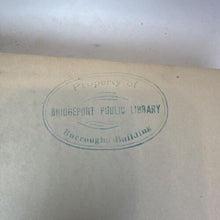 Property of
BRIDGEPORT PUBLIC LIBRARY
Burroughs Building